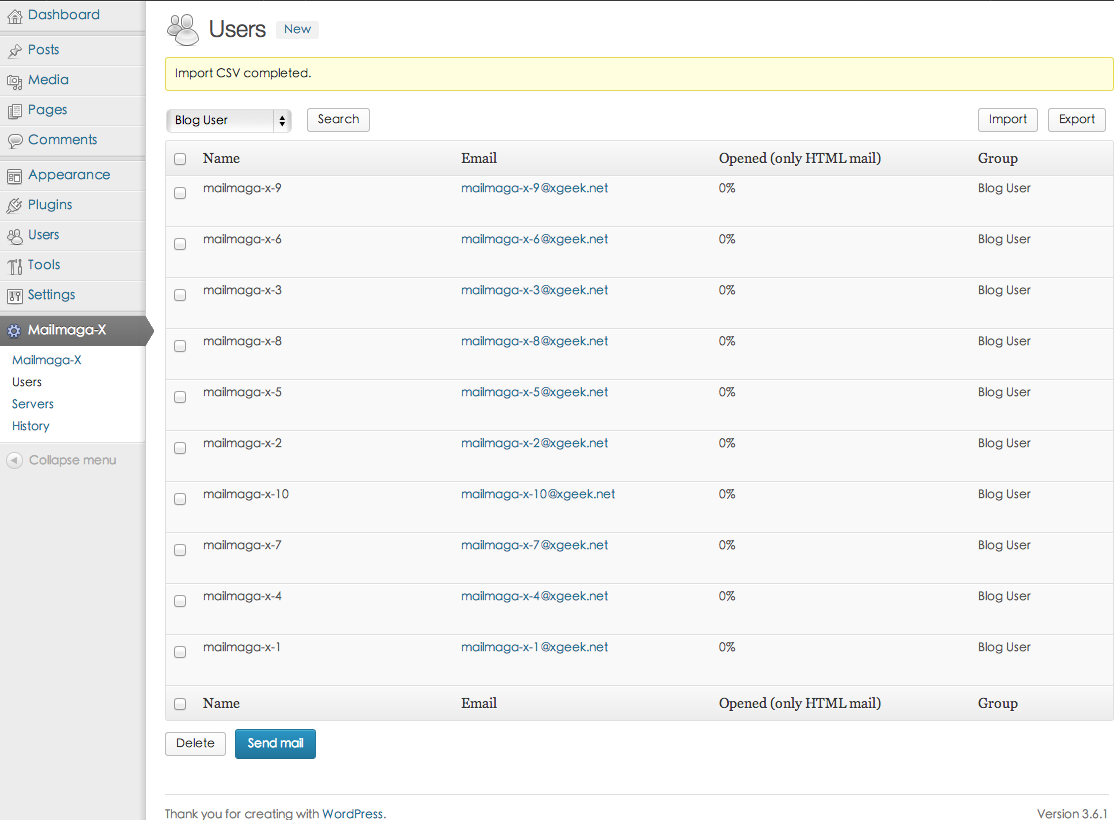 Dashboard
Posts
Media
Pages
Comments
Appearance
Plugins
Users
Tools
Settings
Mailmaga-X
Mailmaga-X
Users
Servers
History
Collapse menu
Users New
Import CSV completed.
Blog User Search Import Export
Name Email Opened (only HTML mail) Group
mailmaga-x-9 mailmaga-x-9@xgeek.net 0% Blog User
mailmaga-x-6 mailmaga-x-6@xgeek.net 0% Blog User
mailmaga-x-3 mailmaga-x-3@xgeek.net 0% Blog User
mailmaga-x-8 mailmaga-x-8@xgeek.net 0% Blog User
mailmaga-x-5 mailmaga-x-5@xgeek.net 0% Blog User
mailmaga-x-2 mailmaga-x-2@xgeek.net 0% Blog User
mailmaga-x-10 mailmaga-x-10@xgeek.net 0% Blog User
mailmaga-x-7 mailmaga-x-7@xgeek.net 0% Blog User
mailmaga-x-4 mailmaga-x-4@xgeek.net 0% Blog User
mailmaga-x-1 mailmaga-x-1@xgeek.net 0% Blog User
Name Email Opened (only HTML mail) Group
Delete Send mail
Thank you for creating with WordPress. Version 3.6.1